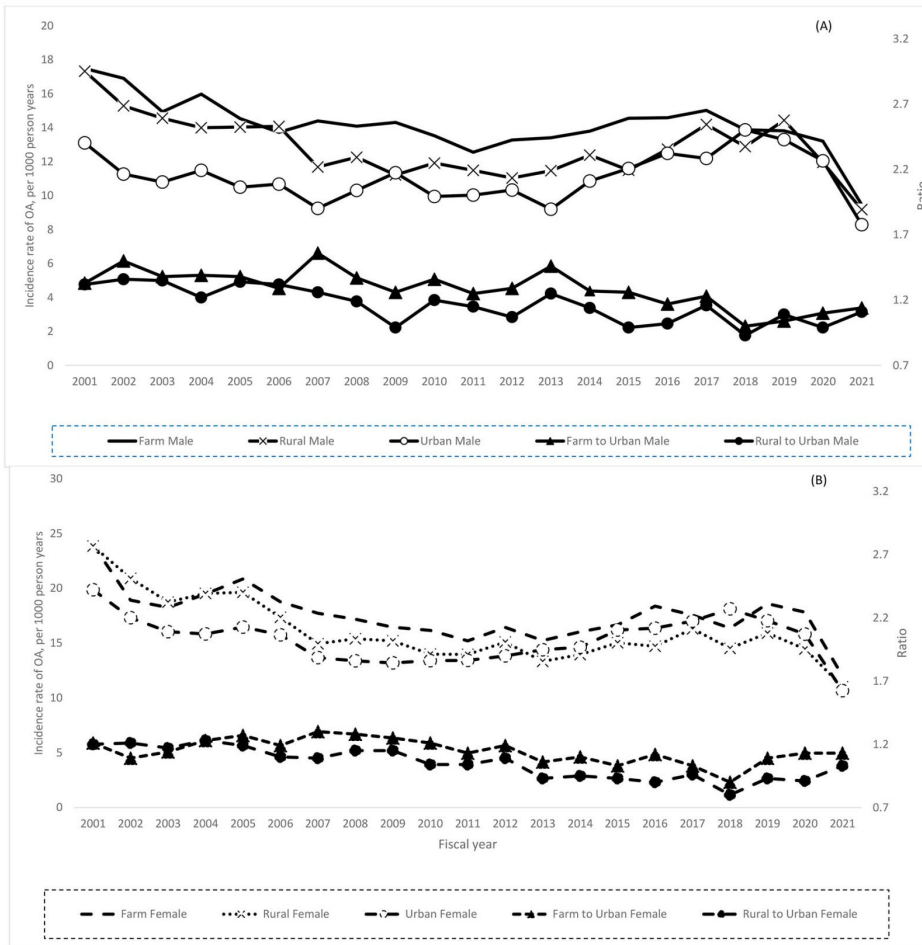 (A)
Incidence rate of OA, per 1000 person years
20
18
16
14
12
10
8
6
4
2
0
3.2
2.7
2.2
1.7
1.2
0.7
Ratio
2001 2002 2003 2004 2005 2006 2007 2008 2009 2010 2011 2012 2013 2014 2015 2016 2017 2018 2019 2020 2021
Farm Male Rural Male Urban Male Farm to Urban Male Rural to Urban Male
(B)
Incidence rate of OA, per 1000 person years
30
25
20
15
10
5
0
3.2
2.7
2.2
1.7
1.2
0.7
Ratio
2001 2002 2003 2004 2005 2006 2007 2008 2009 2010 2011 2012 2013 2014 2015 2016 2017 2018 2019 2020 2021
Fiscal year
Farm Female Rural Female Urban Female Farm to Urban Female Rural to Urban Female